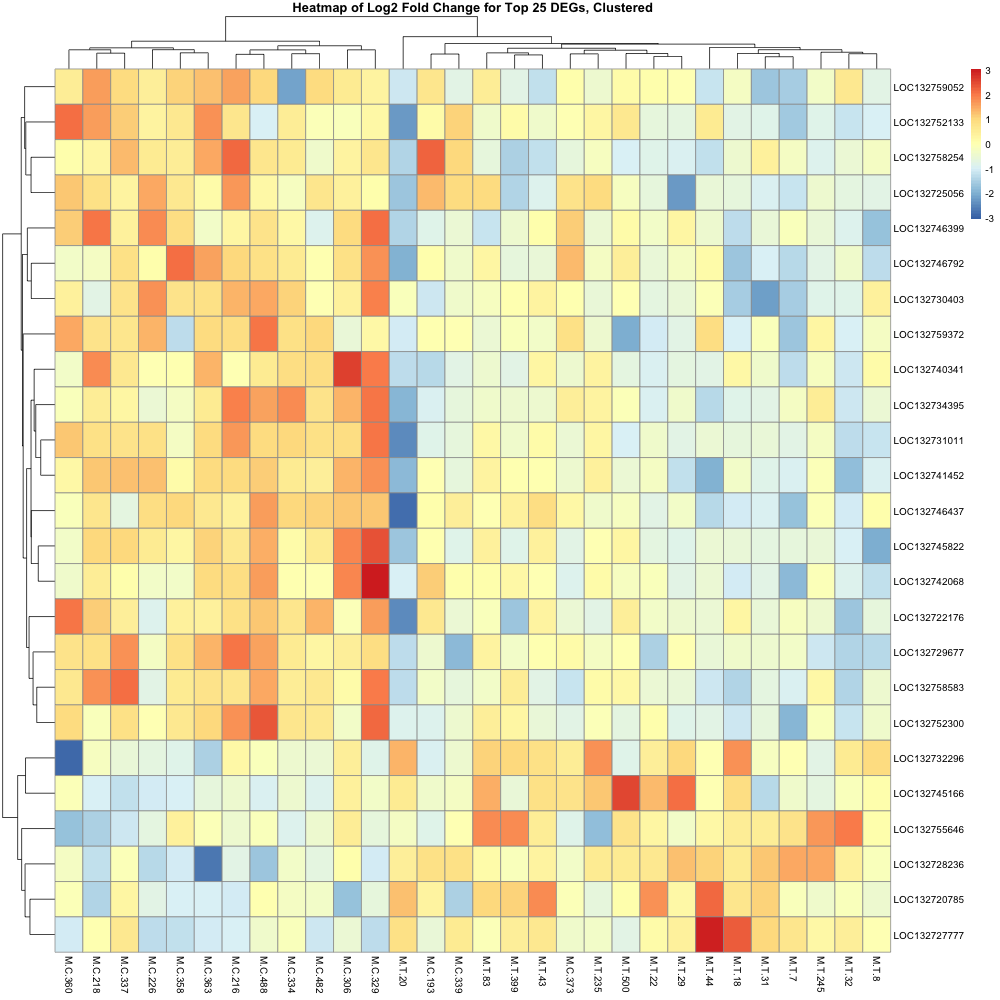 Heatmap of Log2 Fold Change for Top 25 DEGs, Clustered
3
2
1
0
-1
-2
-3
LOC132759052
LOC132752133
LOC132758254
LOC132725056
LOC132746399
LOC132746792
LOC132730403
LOC132759372
LOC132740341
LOC132734395
LOC132731011
LOC132741452
LOC132746437
LOC132745822
LOC132742068
LOC132722176
LOC132729677
LOC132758583
LOC132752300
LOC132732296
LOC132745166
LOC132755646
LOC132728236
LOC132720785
LOC132727777
M.C.360
M.C.218
M.C.337
M.C.226
M.C.358
M.C.363
M.C.216
M.C.488
M.C.334
M.C.482
M.C.306
M.C.329
M.T.20
M.C.193
M.C.339
M.T.83
M.T.399
M.T.43
M.C.373
M.T.235
M.T.500
M.T.22
M.T.29
M.T.44
M.T.18
M.T.31
M.T.7
M.T.245
M.T.32
M.T.8